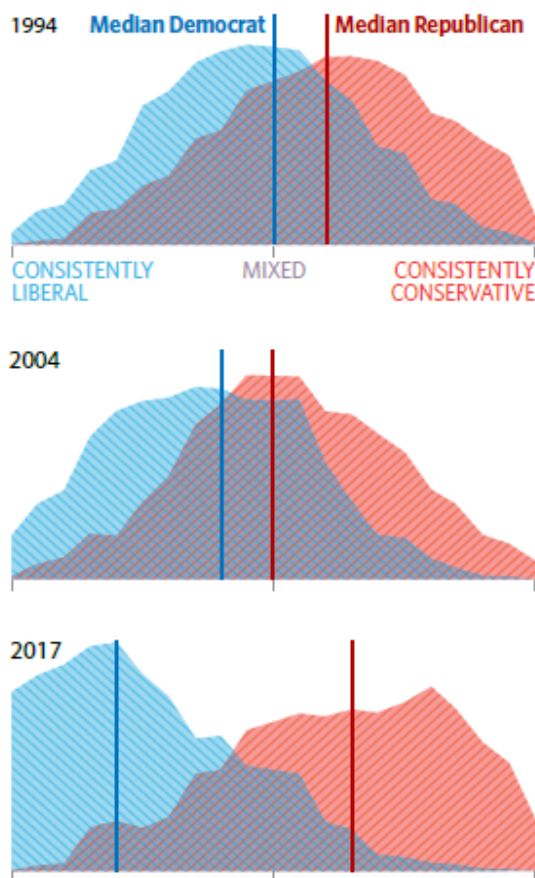 1994 Median Democrat Median Republican
CONSISTENTLY MIXED CONSISTENTLY
LIBERAL CONSERVATIVE
2004
2017